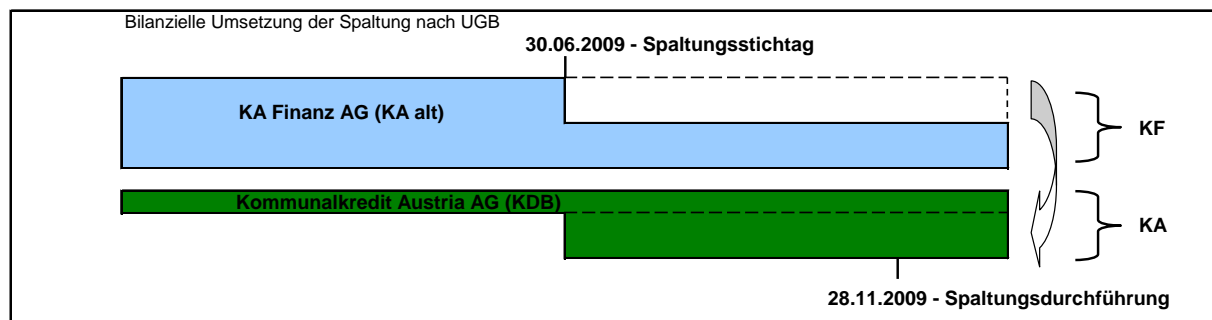 Bilanzielle Umsetzung der Spaltung nach UGB
30.06.2009 - Spaltungsstichtag
KA Finanz AG (KA alt)
KF
Kommunalkredit Austria AG (KDB)
KA
28.11.2009 - Spaltungsdurchführung